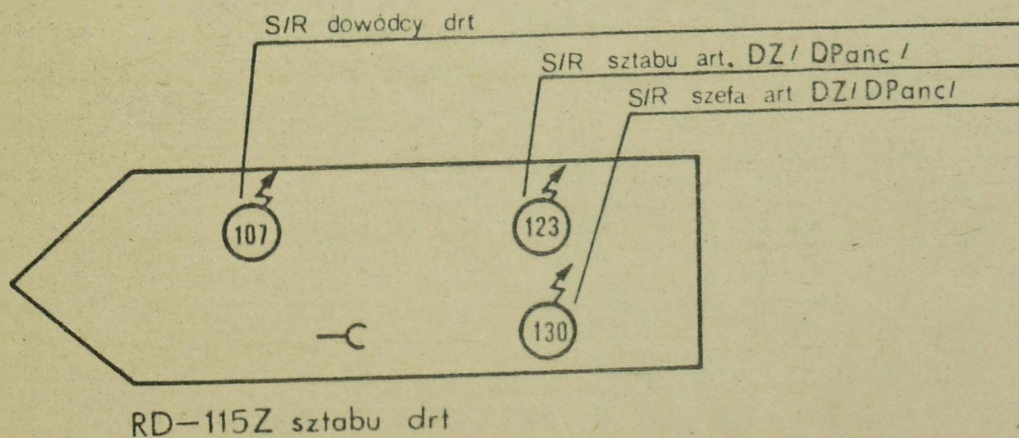 S/R dowódcy drt
S/R sztabu art. DZ/ DPanc /
S/R szefa art DZ/DPanc/
107
123
130
RD-115Z sztabu drt